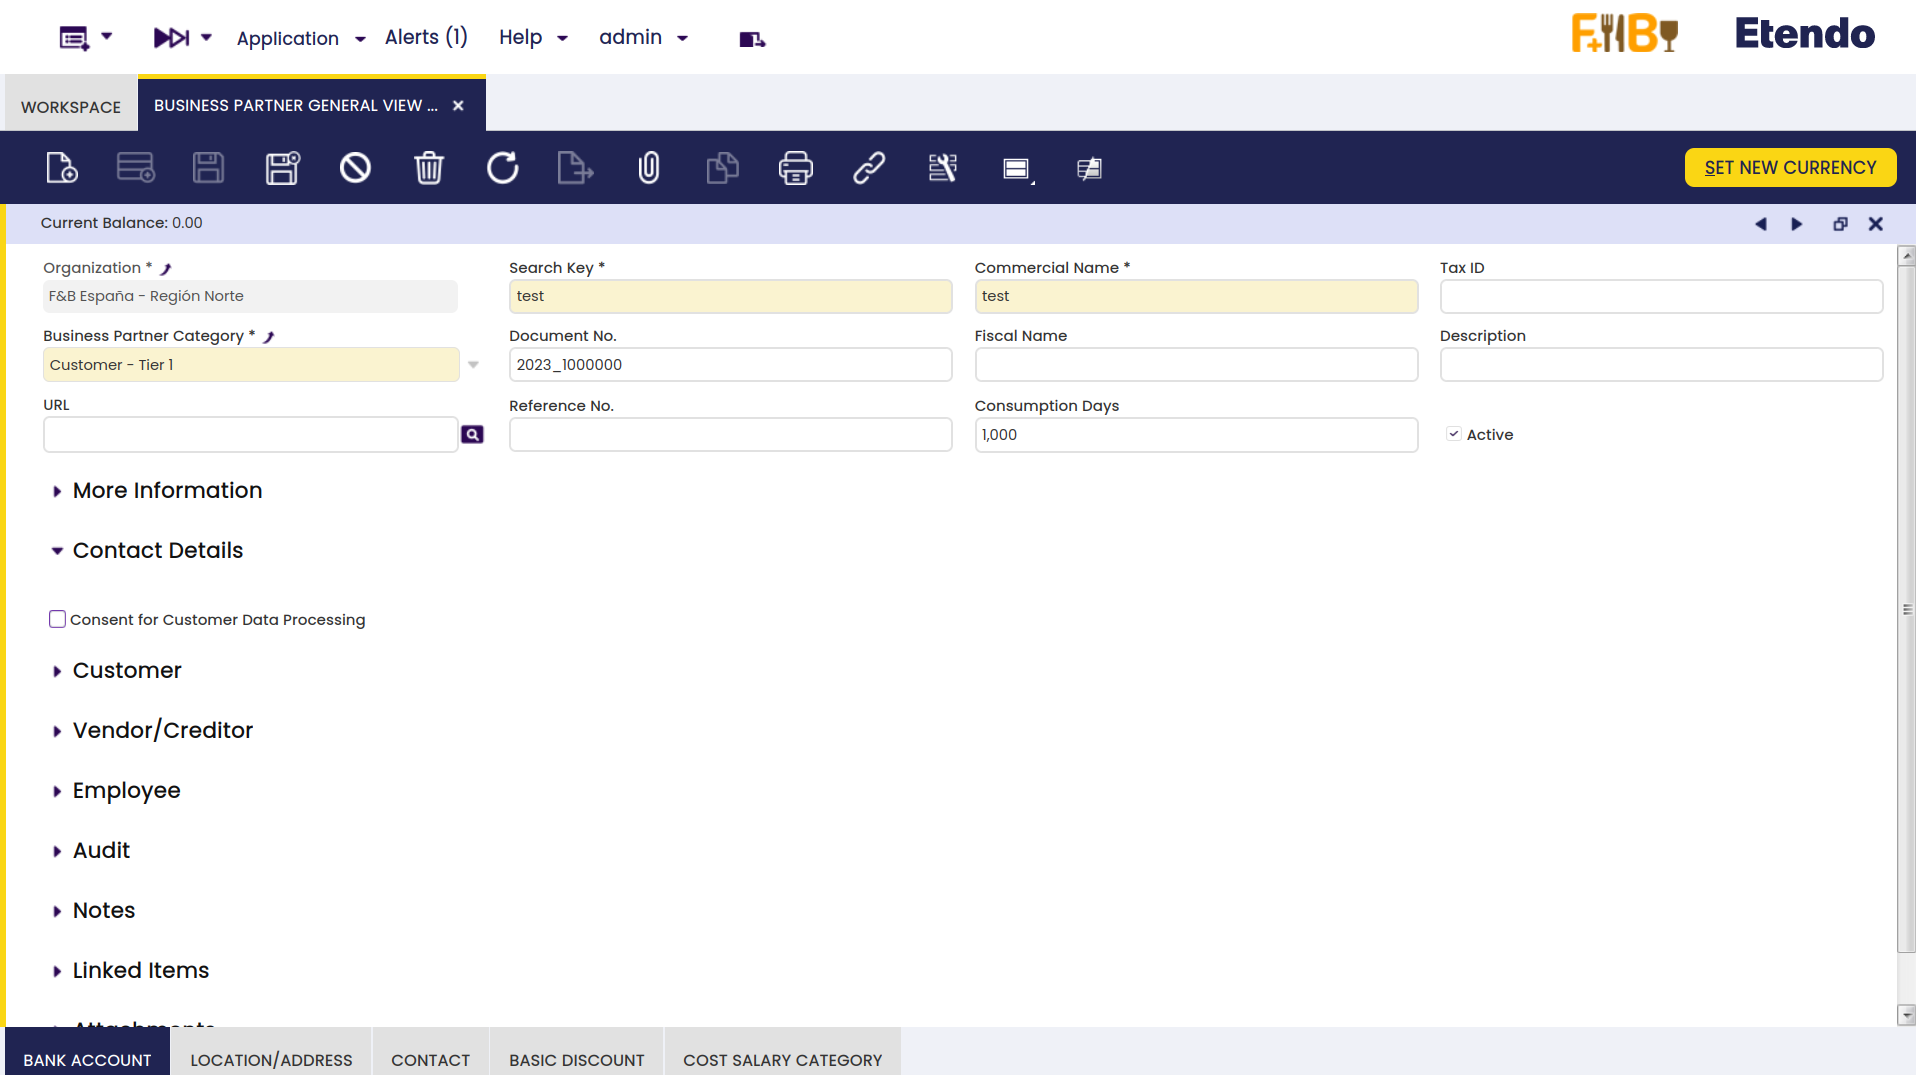 Application
Alerts (1)
Help
admin
F+B
Etendo
WORKSPACE
BUSINESS PARTNER GENERAL VIEW ...
SET NEW CURRENCY
Current Balance: 0.00
Organization *
Search Key *
Commercial Name *
Tax ID
F&B España - Región Norte
test
test
Business Partner Category *
Document No.
Fiscal Name
Description
Customer - Tier 1
2023_1000000
URL
Reference No.
Consumption Days
1,000
Active
More Information
Contact Details
Consent for Customer Data Processing
Customer
Vendor/Creditor
Employee
Audit
Notes
Linked Items
Attachments
BANK ACCOUNT
LOCATION/ADDRESS
CONTACT
BASIC DISCOUNT
COST SALARY CATEGORY